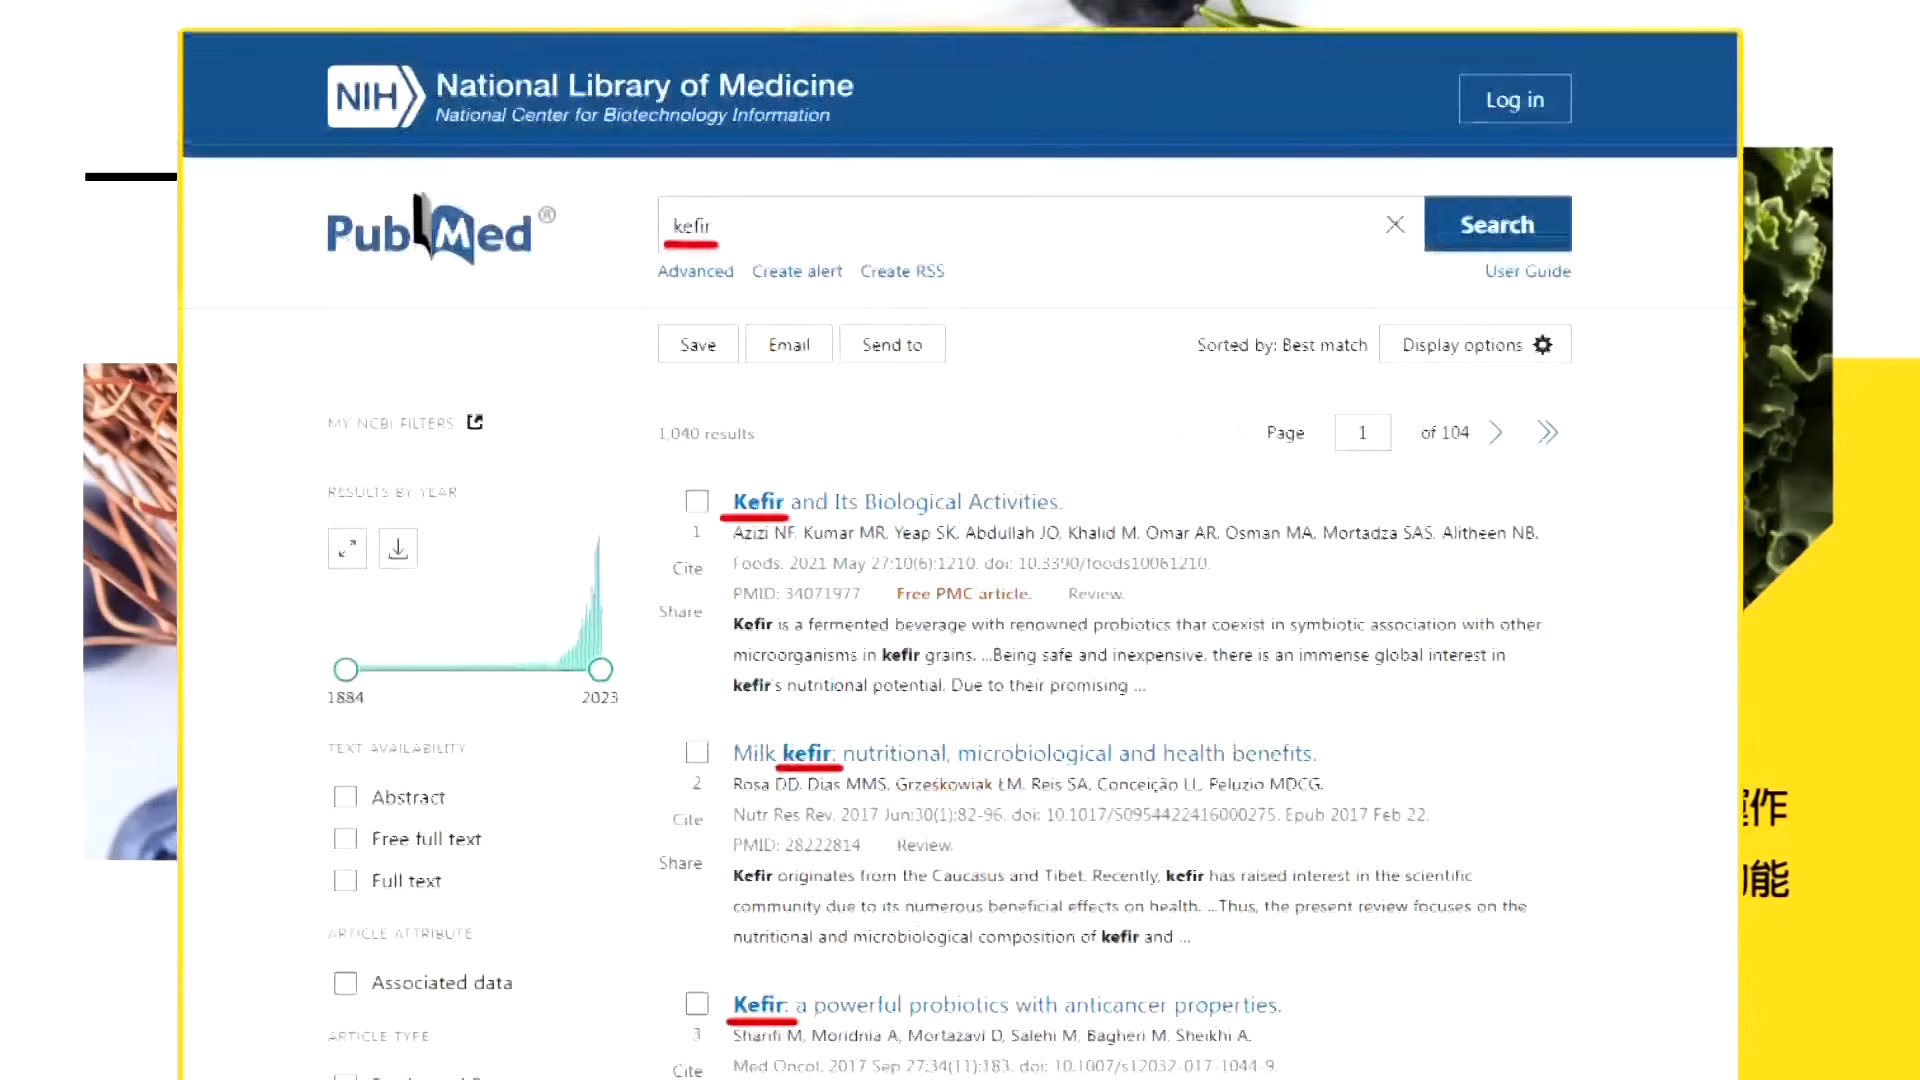 NIH National Library of Medicine
National Center for Biotechnology Information
Log in
PubMed®
kefir
Search
Advanced Create alert Create RSS
User Guide
Save Email Send to
Sorted by: Best match Display options
MY NCBI FILTERS
1,040 results
Page 1 of 104
RESULTS BY YEAR
1884 2023
TEXT AVAILABILITY
Abstract
Free full text
Full text
ARTICLE ATTRIBUTE
Associated data
ARTICLE TYPE
Kefir and Its Biological Activities.
1
Azizi NF, Kumar MR, Yeap SK, Abdullah JO, Khalid M, Omar AR, Osman MA, Mortadza SAS, Alitheen NB.
Cite
Foods. 2021 May 27;10(6):1210. doi: 10.3390/foods10061210.
PMID: 34071977 Free PMC article. Review.
Share
Kefir is a fermented beverage with renowned probiotics that coexist in symbiotic association with other
microorganisms in kefir grains. ...Being safe and inexpensive, there is an immense global interest in
kefir's nutritional potential. Due to their promising ...
Milk kefir: nutritional, microbiological and health benefits.
2
Rosa DD, Dias MMS, Grześkowiak ŁM, Reis SA, Conceição LL, Peluzio MDCG.
Cite
Nutr Res Rev. 2017 Jun;30(1):82-96. doi: 10.1017/S0954422416000275. Epub 2017 Feb 22.
PMID: 28222814 Review.
Share
Kefir originates from the Caucasus and Tibet. Recently, kefir has raised interest in the scientific
community due to its numerous beneficial effects on health. ...Thus, the present review focuses on the
nutritional and microbiological composition of kefir and ...
Kefir: a powerful probiotics with anticancer properties.
3
Sharifi M, Moridnia A, Mortazavi D, Salehi M, Bagheri M, Sheikhi A.
Cite
Med Oncol. 2017 Sep 27;34(11):183. doi: 10.1007/s12032-017-1044-9.
作
能